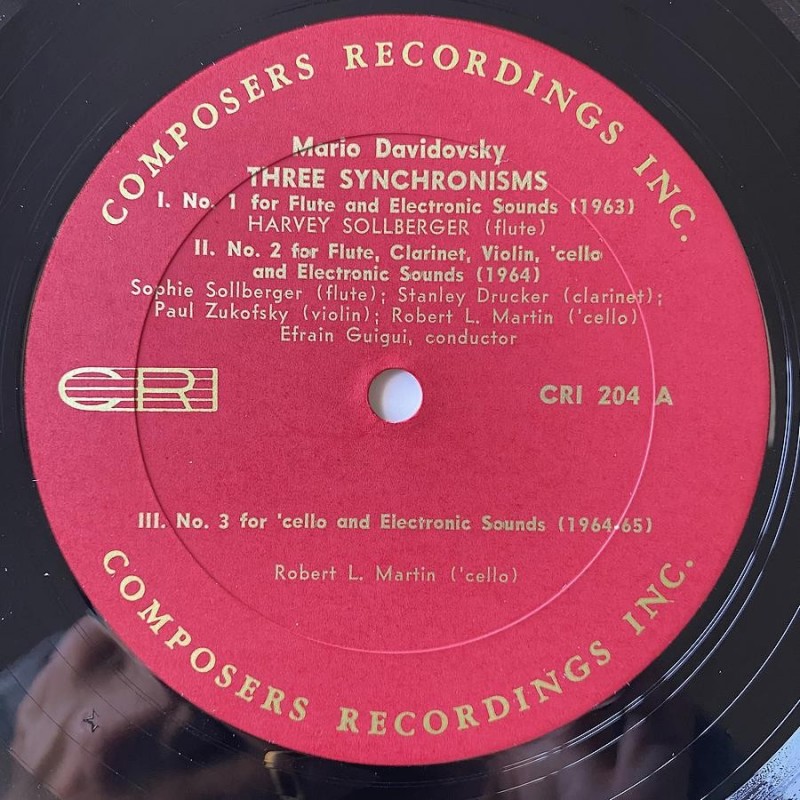 COMPOSERS RECORDINGS INC.
Mario Davidovsky
THREE SYNCHRONISMS
I. No. 1 for Flute and Electronic Sounds (1963)
HARVEY SOLLBERGER (flute)
II. No. 2 for Flute, Clarinet, Violin, 'cello
and Electronic Sounds (1964)
Sophie Sollberger (flute); Stanley Drucker (clarinet);
Paul Zukofsky (violin); Robert L. Martin ('cello)
Efrain Guigui, conductor
CRI
CRI 204 A
III. No. 3 for 'cello and Electronic Sounds (1964-65)
Robert L. Martin ('cello)
COMPOSERS RECORDINGS INC.